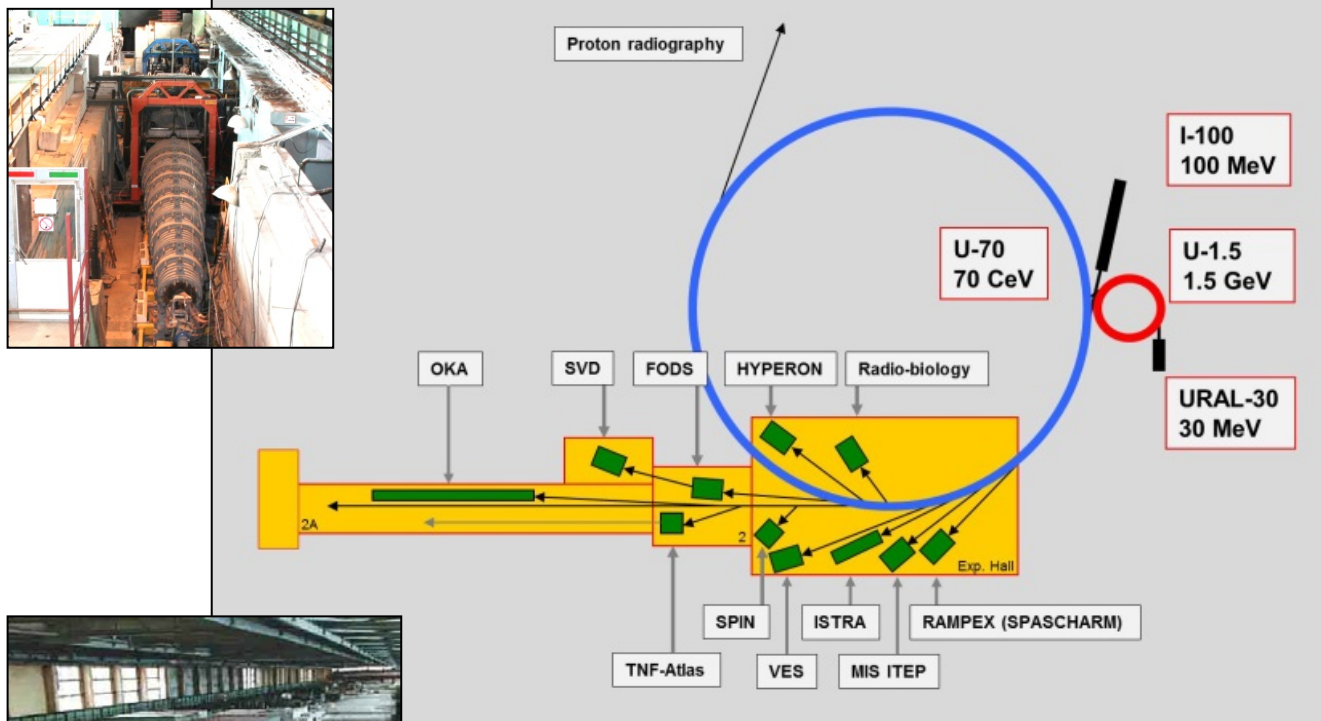 Proton radiography
I-100
100 MeV
U-70
70 CeV
U-1.5
1.5 GeV
OKA
SVD
FODS
HYPERON
Radio-biology
URAL-30
30 MeV
2A
2
Exp. Hall
SPIN
ISTRA
RAMPEX (SPASCHARM)
TNF-Atlas
VES
MIS ITEP